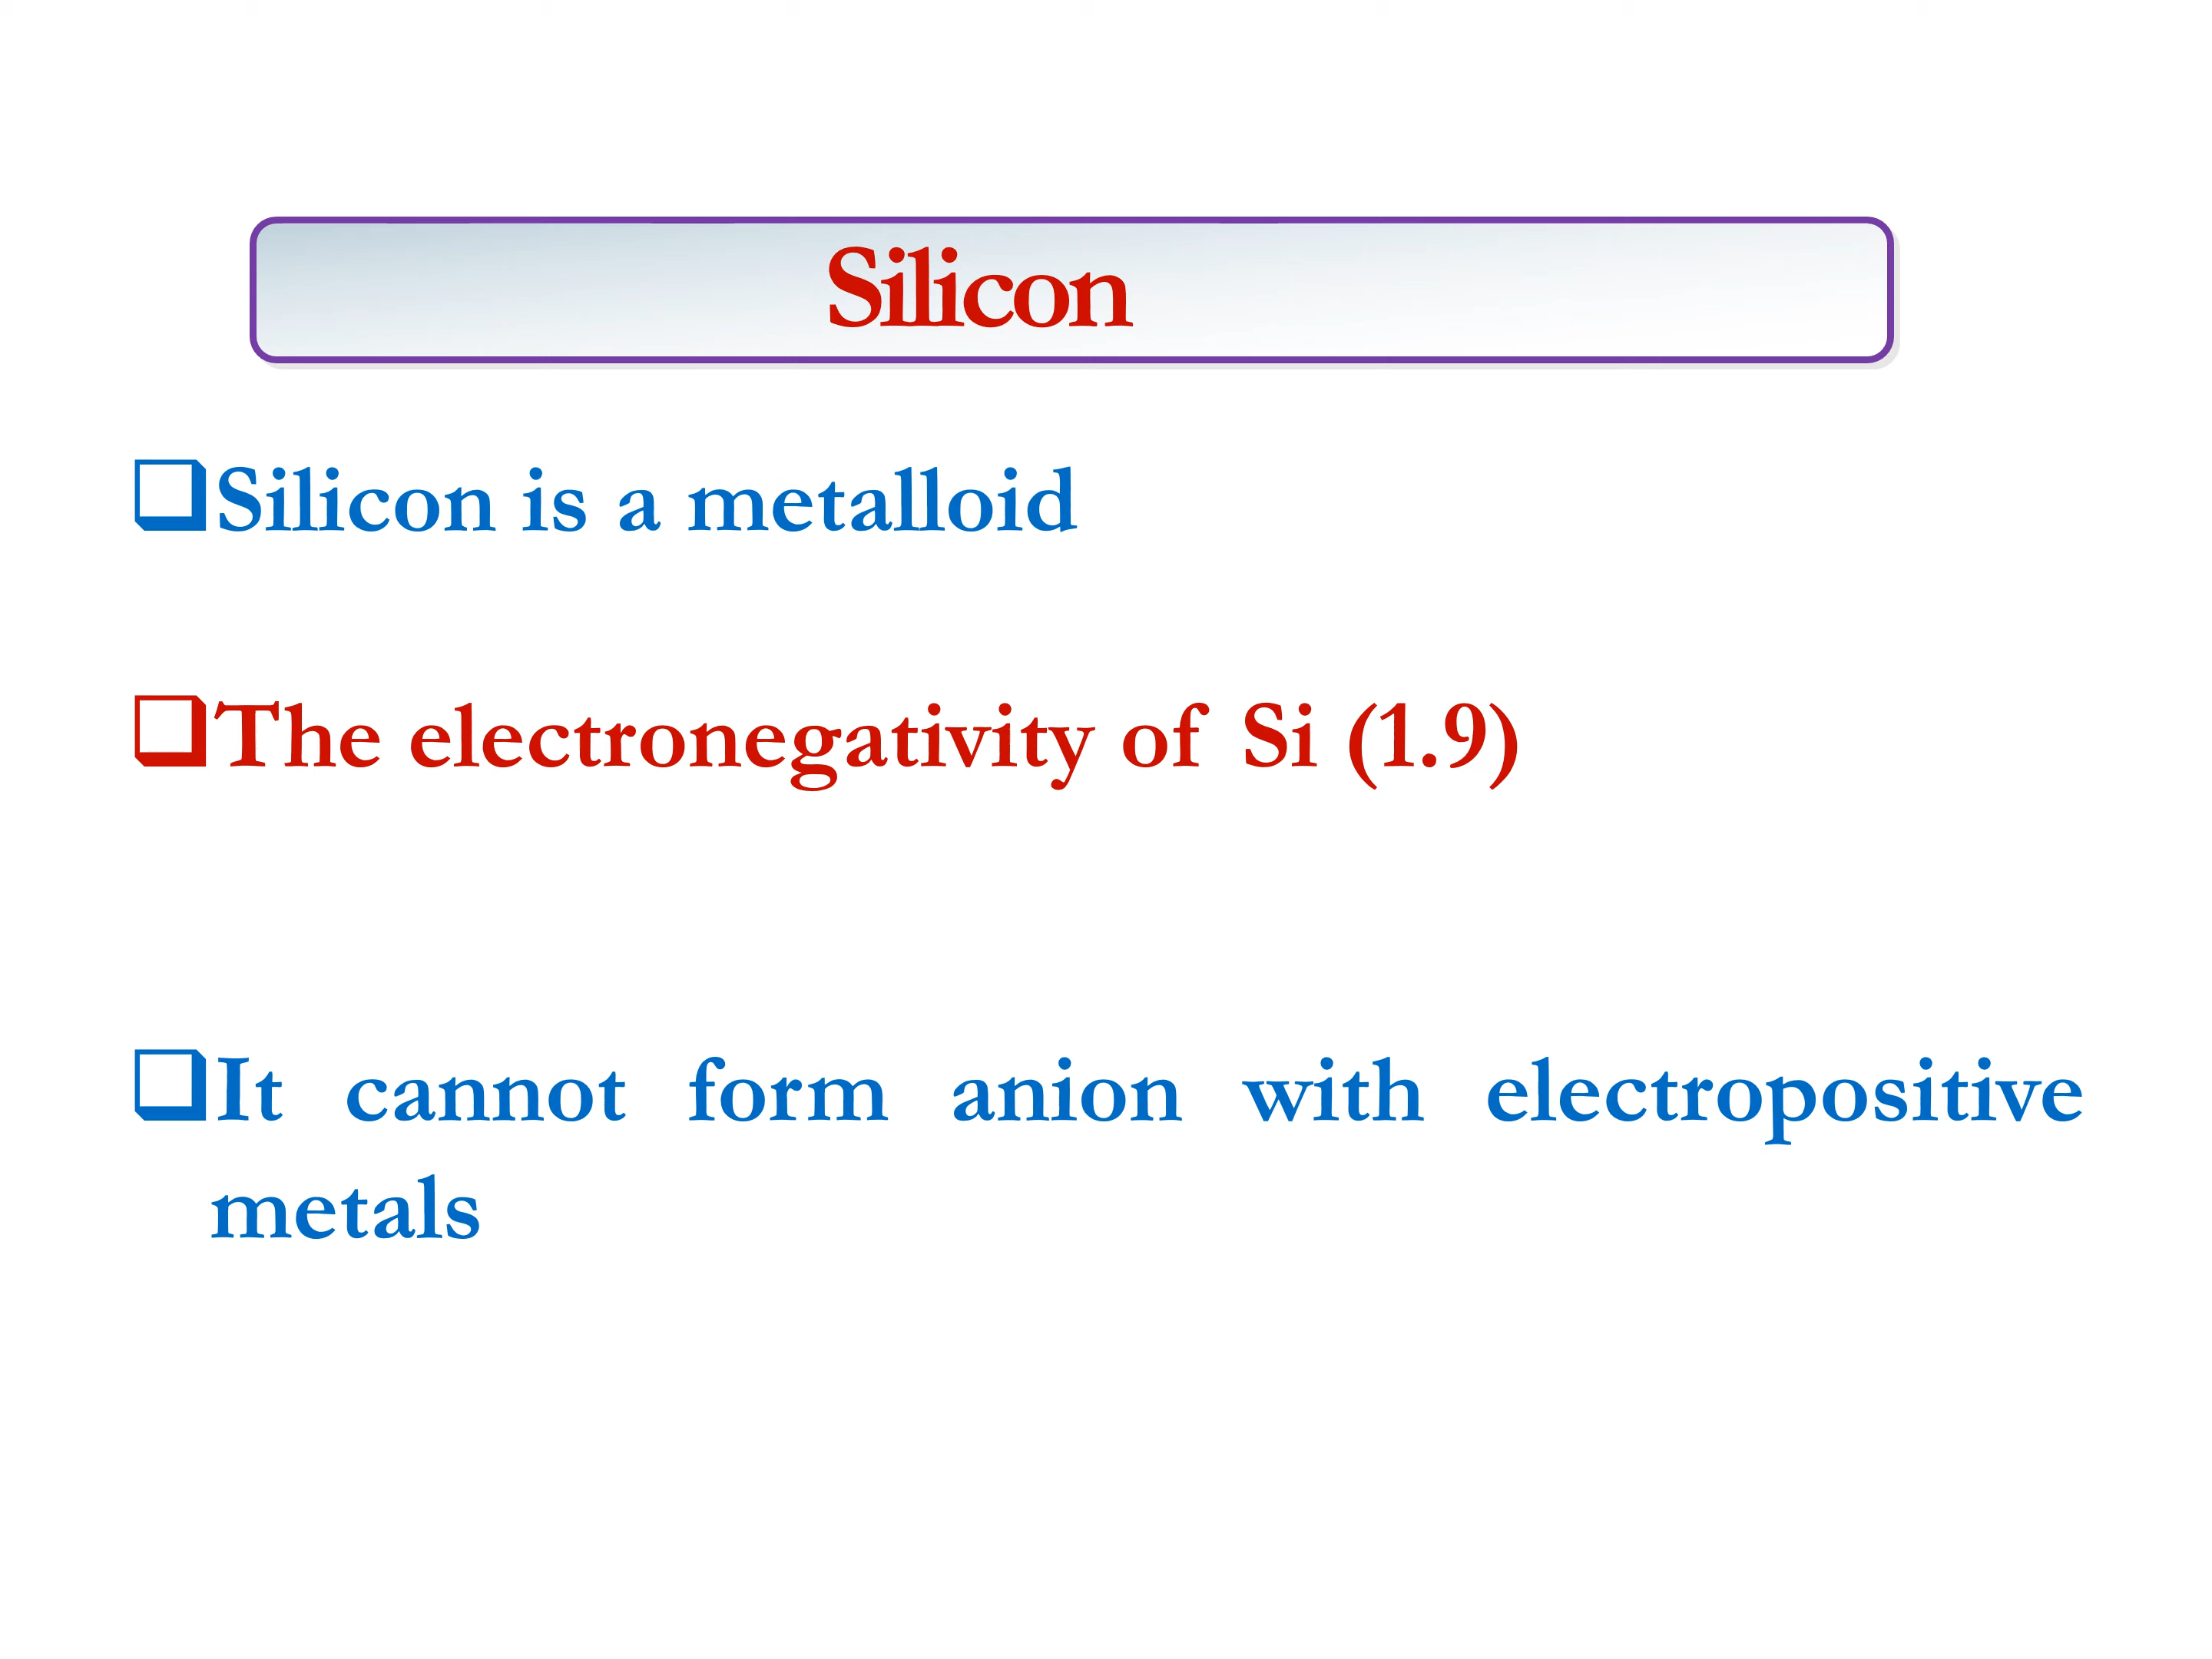 Silicon
❑Silicon is a metalloid
❑The electronegativity of Si (1.9)
❑It cannot form anion with electropositive
metals